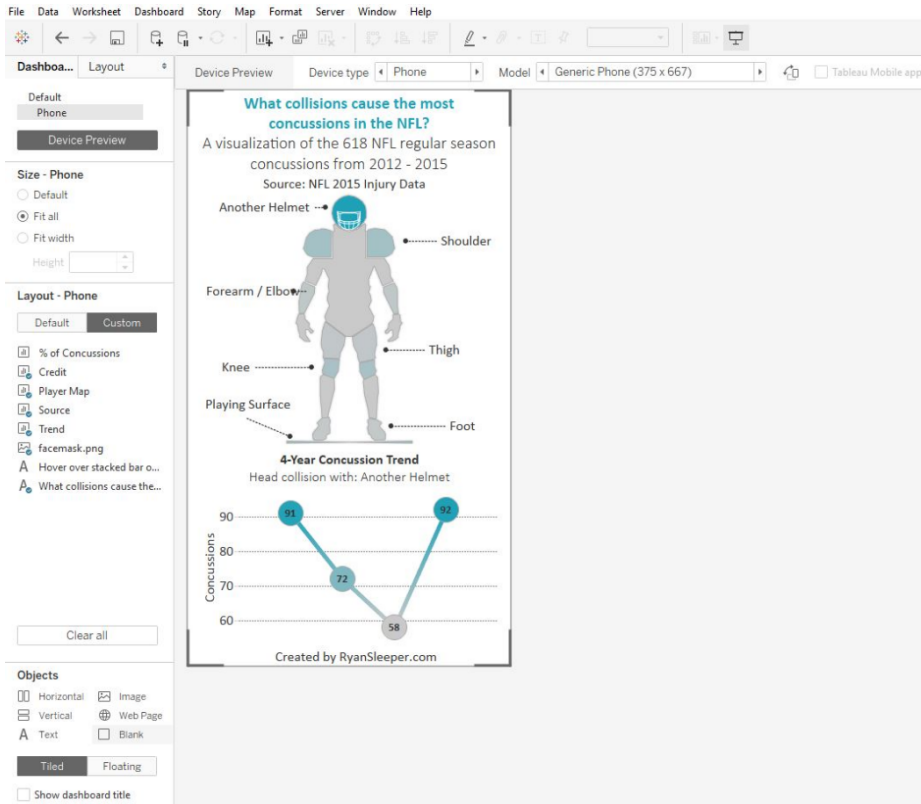 File Data Worksheet Dashboard Story Map Format Server Window Help
Dashboa... Layout
Device Preview Device type Phone Model Generic Phone (375 x 667) Tableau Mobile app
Default
Phone
Device Preview
Size - Phone
Default
Fit all
Fit width
Height
Layout - Phone
Default Custom
% of Concussions
Credit
Player Map
Source
Trend
facemask.png
A Hover over stacked bar o...
A What collisions cause the...
Clear all
Objects
Horizontal Image
Vertical Web Page
A Text Blank
Tiled Floating
Show dashboard title
What collisions cause the most
concussions in the NFL?
A visualization of the 618 NFL regular season
concussions from 2012 - 2015
Source: NFL 2015 Injury Data
Another Helmet
Shoulder
Forearm / Elbow
Thigh
Knee
Playing Surface
Foot
4-Year Concussion Trend
Head collision with: Another Helmet
Concussions
90
80
70
60
91
72
58
92
Created by RyanSleeper.com